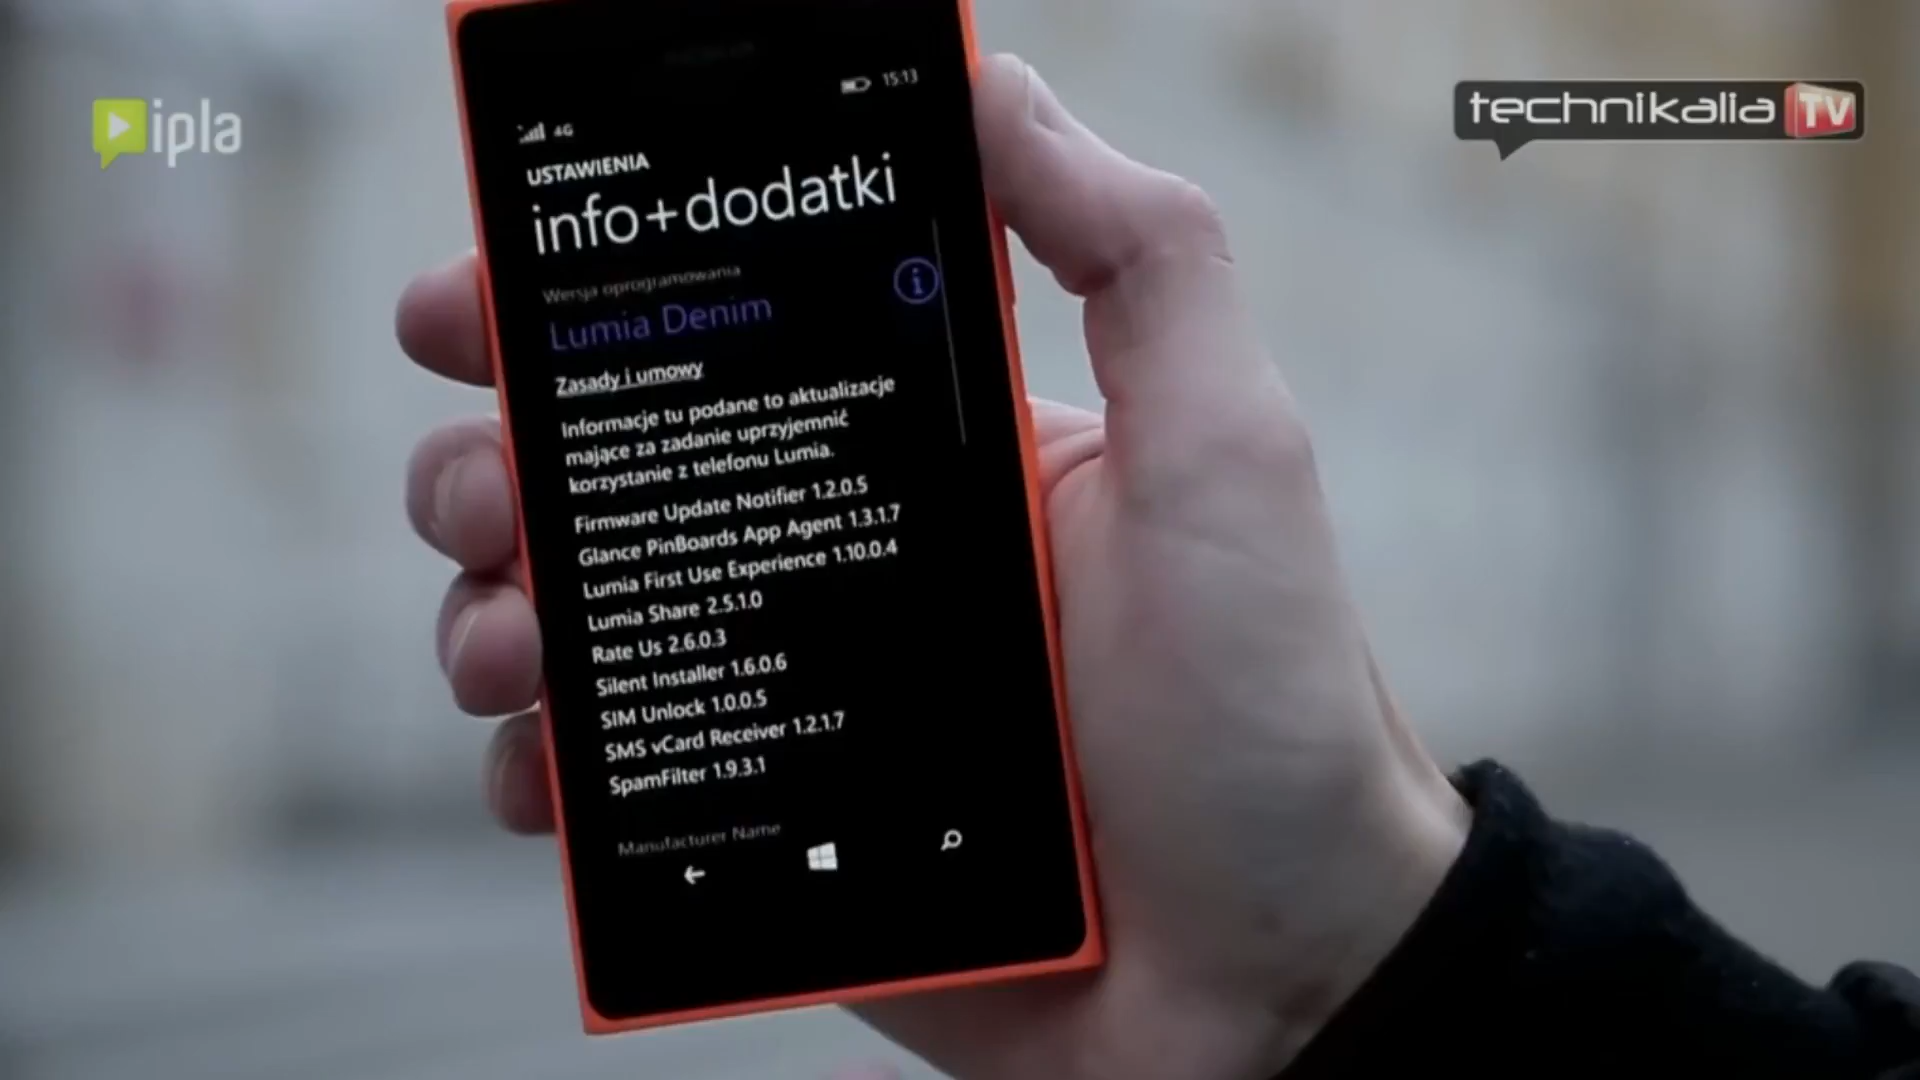 ipla
technikalia TV
15:13
4G
USTAWIENIA
info+dodatki
Wersja oprogramowania
Lumia Denim
Zasady i umowy
Informacje tu podane to aktualizacje
mające za zadanie uprzyjemnić
korzystanie z telefonu Lumia.
Firmware Update Notifier 1.2.0.5
Glance PinBoards App Agent 1.3.1.7
Lumia First Use Experience 1.10.0.4
Lumia Share 2.5.1.0
Rate Us 2.6.0.3
Silent Installer 1.6.0.6
SIM Unlock 1.0.0.5
SMS vCard Receiver 1.2.1.7
SpamFilter 1.9.3.1
Manufacturer Name